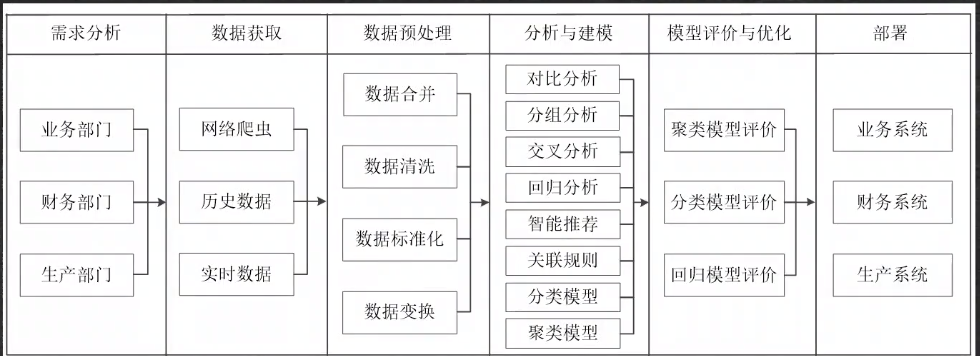 需求分析
数据获取
数据预处理
分析与建模
模型评价与优化
部署
业务部门
财务部门
生产部门
网络爬虫
历史数据
实时数据
数据合并
数据清洗
数据标准化
数据变换
对比分析
分组分析
交叉分析
回归分析
智能推荐
关联规则
分类模型
聚类模型
聚类模型评价
分类模型评价
回归模型评价
业务系统
财务系统
生产系统